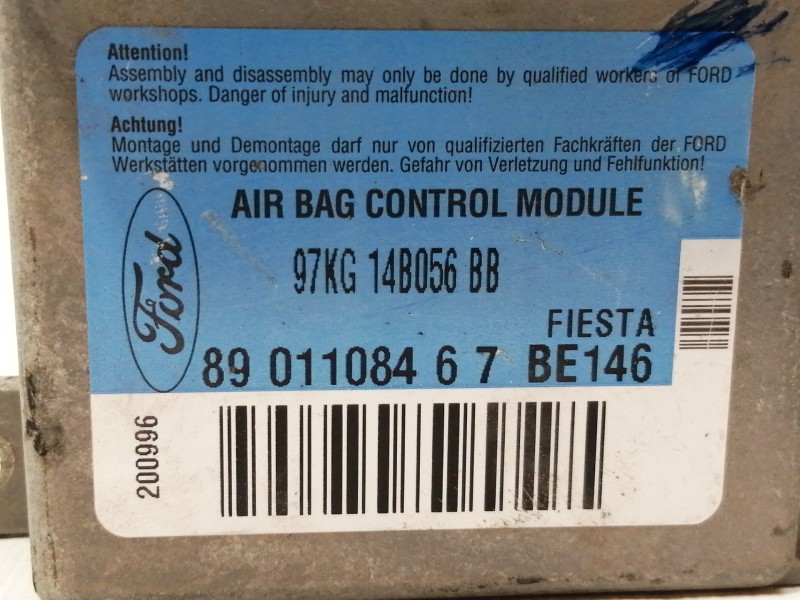 Attention!
Assembly and disassembly may only be done by qualified workers of FORD
workshops. Danger of injury and malfunction!
Achtung!
Montage und Demontage darf nur von qualifizierten Fachkräften der FORD
Werkstätten vorgenommen werden. Gefahr von Verletzung und Fehlfunktion!
AIR BAG CONTROL MODULE
Ford
97KG 14B056 BB
FIESTA
89 01108 4 6 7 BE146
200996